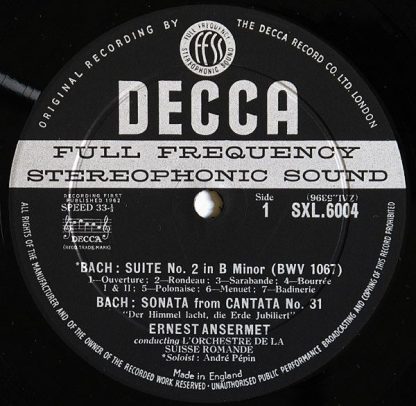 ORIGINAL RECORDING BY THE DECCA RECORD CO. LTD. LONDON
FULL FREQUENCY
ffss
STEREOPHONIC SOUND
DECCA
FULL FREQUENCY
STEREOPHONIC SOUND
RECORDING FIRST
PUBLISHED 1962
SPEED 33⅓
DECCA
(REGD. TRADE MARK)
Side
1
(ZAL.5396)
SXL.6004
*BACH : SUITE No. 2 in B Minor (BWV 1067)
1—Ouverture; 2—Rondeau; 3—Sarabande; 4—Bourrée
I & II; 5—Polonaise; 6—Menuet; 7—Badinerie
BACH : SONATA from CANTATA No. 31
"Der Himmel lacht, die Erde Jubiliert"
ERNEST ANSERMET
conducting L'ORCHESTRE DE LA
SUISSE ROMANDE
*Soloist: André Pépin
Made in England
ALL RIGHTS OF THE MANUFACTURER AND OF THE OWNER OF THE RECORDED WORK RESERVED · UNAUTHORISED PUBLIC PERFORMANCE BROADCASTING AND COPYING OF THIS RECORD PROHIBITED